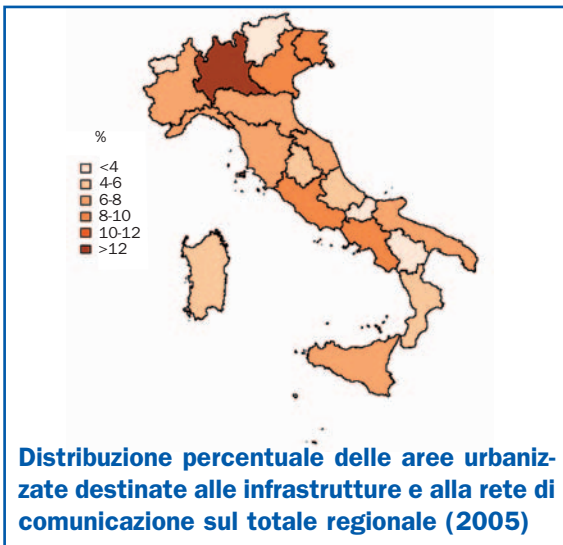 %
<4
4-6
6-8
8-10
10-12
>12
Distribuzione percentuale delle aree urbaniz-
zate destinate alle infrastrutture e alla rete di
comunicazione sul totale regionale (2005)